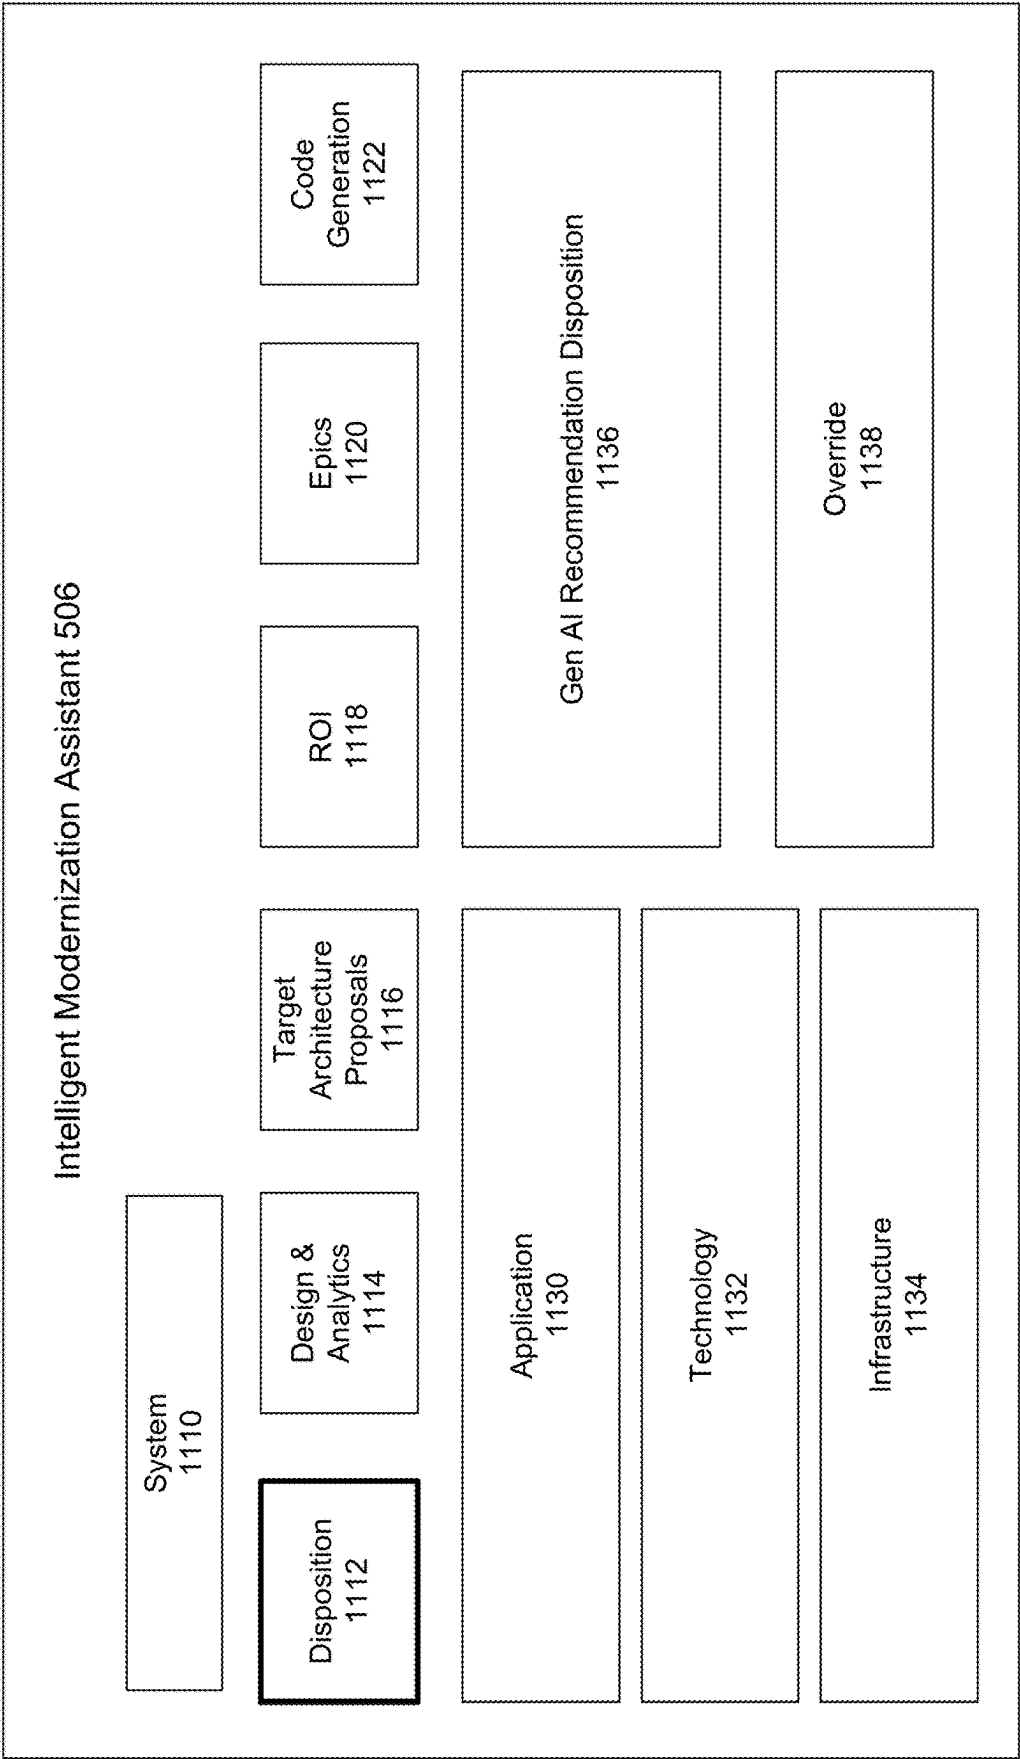 Intelligent Modernization Assistant 506
System
1110
Disposition
1112
Design &
Analytics
1114
Target
Architecture
Proposals
1116
ROI
1118
Epics
1120
Code
Generation
1122
Application
1130
Technology
1132
Infrastructure
1134
Gen AI Recommendation Disposition
1136
Override
1138